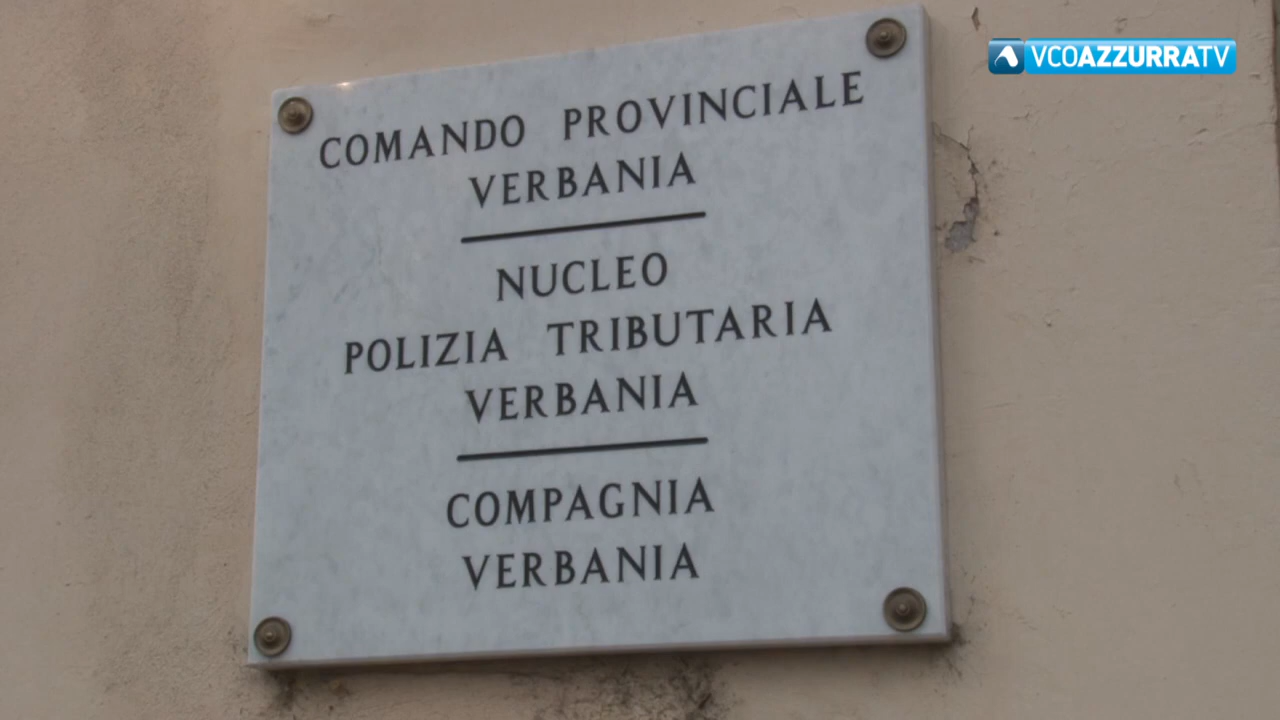 VCOAZZURRATV
COMANDO PROVINCIALE
VERBANIA
NUCLEO
POLIZIA TRIBUTARIA
VERBANIA
COMPAGNIA
VERBANIA